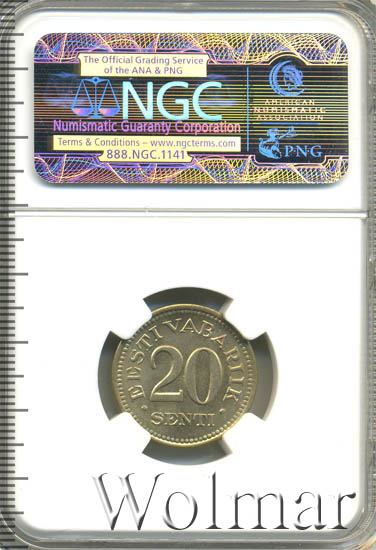 The Official Grading Service
of the ANA & PNG
NGC
Numismatic Guaranty Corporation
Terms & Conditions – www.ngcterms.com
888.NGC.1141
AMERICAN
NUMISMATIC
ASSOCIATION
PNG
EESTI VABARIIK
20
SENTI
Wolmar